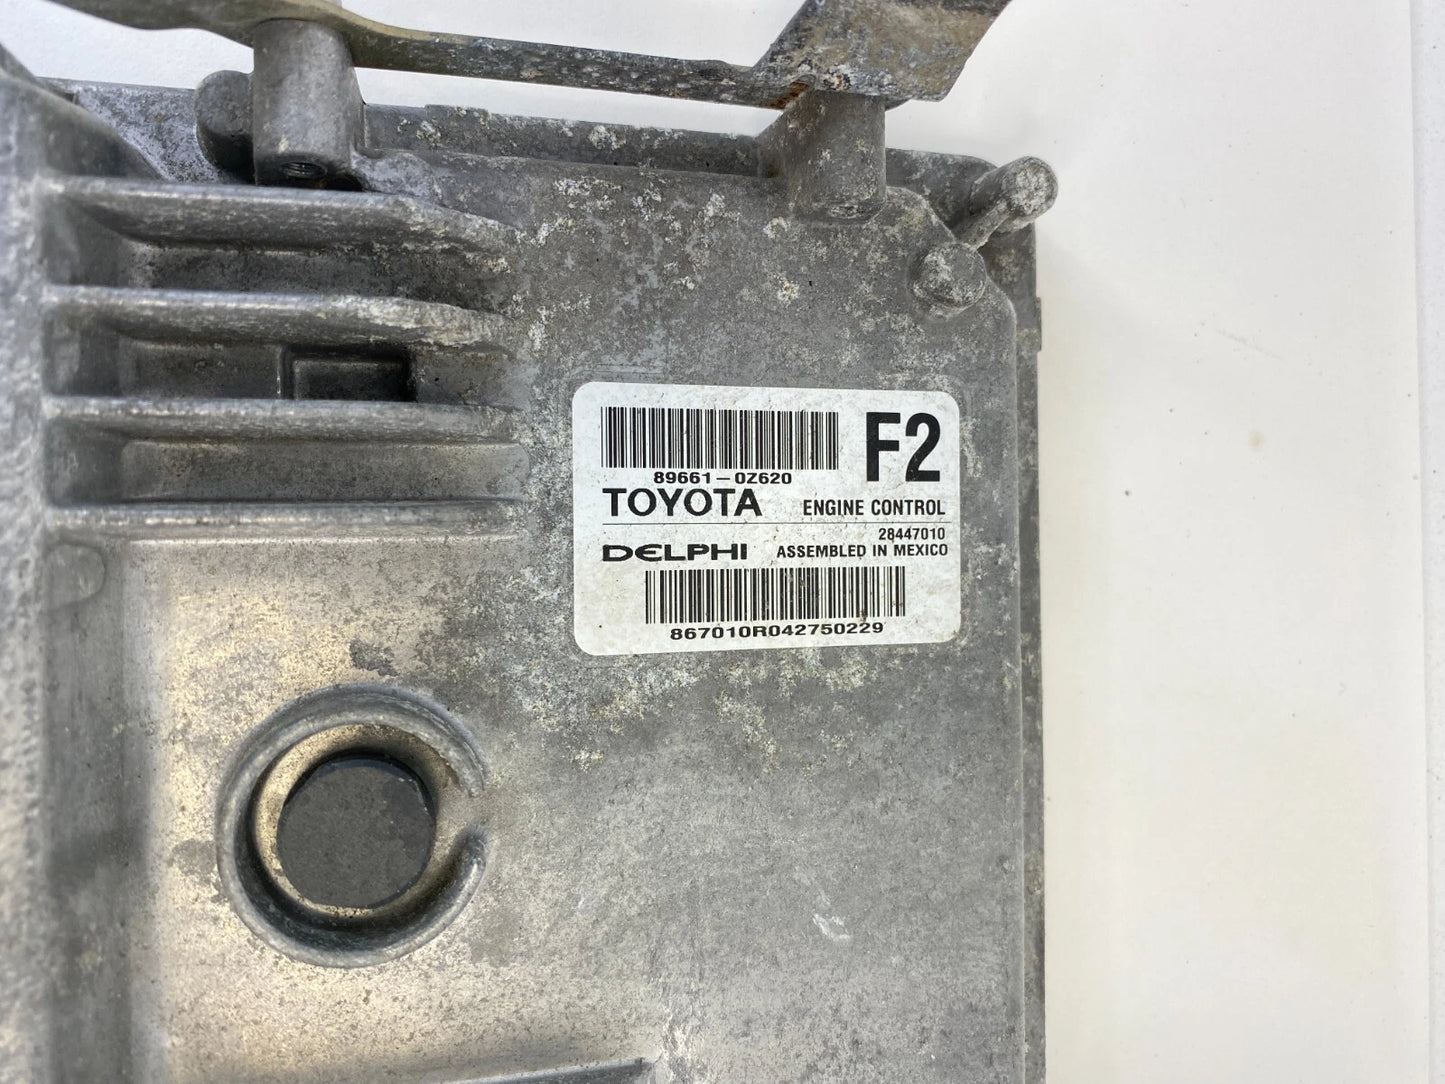 F2
89661-0Z620
TOYOTA ENGINE CONTROL
28447010
DELPHI ASSEMBLED IN MEXICO
867010R042750229